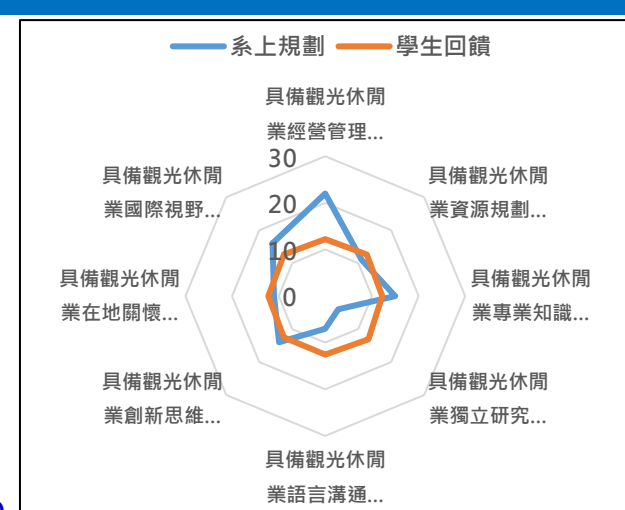 系上規劃 學生回饋
具備觀光休閒
業經營管理...
30
具備觀光休閒
業國際視野...
具備觀光休閒
業資源規劃...
20
10
具備觀光休閒
業在地關懷...
0
具備觀光休閒
業專業知識...
具備觀光休閒
業創新思維...
具備觀光休閒
業獨立研究...
具備觀光休閒
業語言溝通...